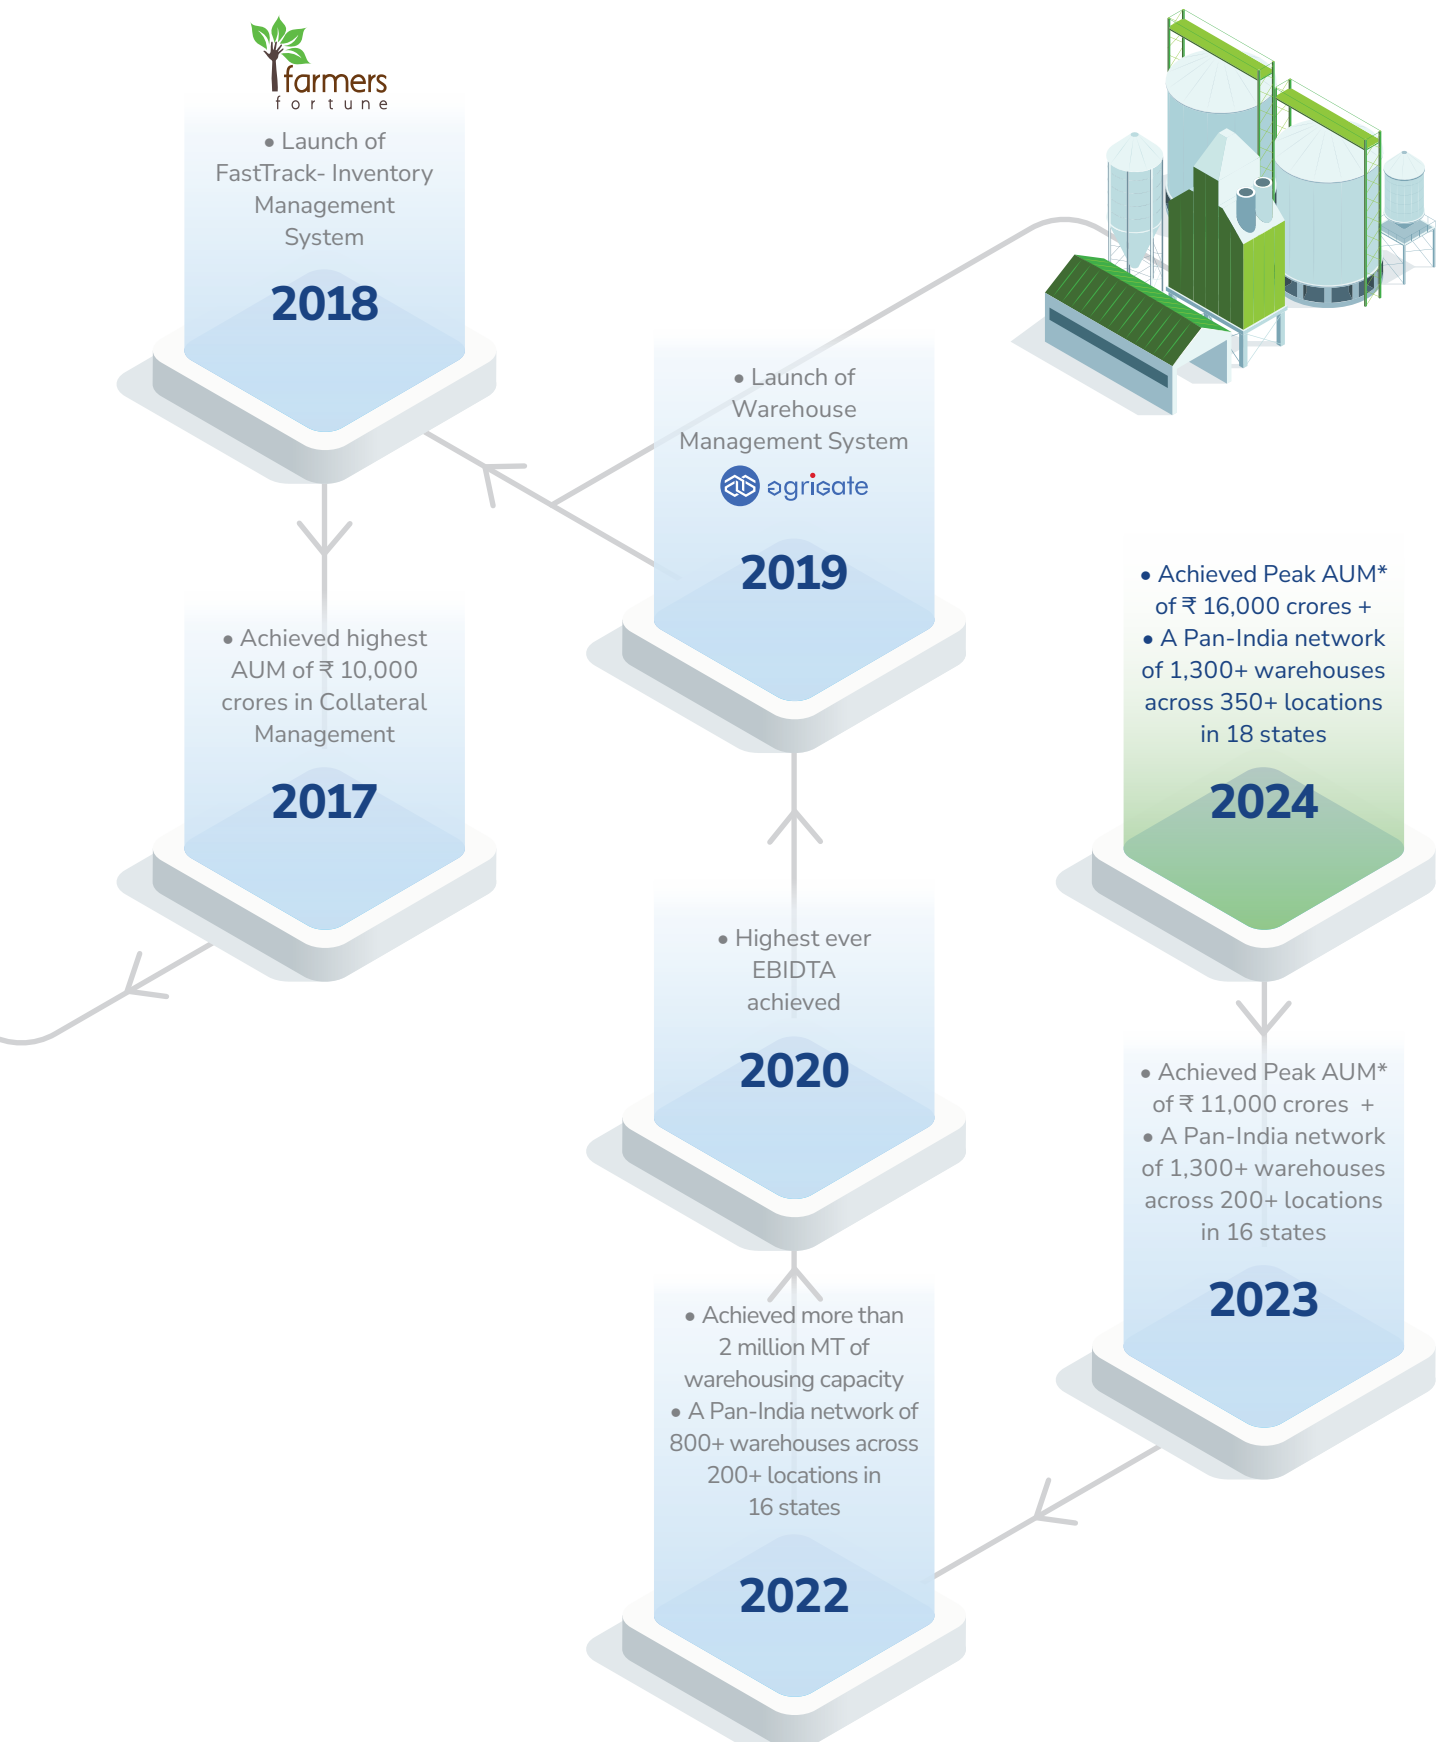 farmers
fortune
• Launch of
FastTrack- Inventory
Management
System
2018
• Achieved highest
AUM of ₹ 10,000
crores in Collateral
Management
2017
• Launch of
Warehouse
Management System
agrigate
2019
• Highest ever
EBIDTA
achieved
2020
• Achieved more than
2 million MT of
warehousing capacity
• A Pan-India network of
800+ warehouses across
200+ locations in
16 states
2022
• Achieved Peak AUM*
of ₹ 16,000 crores +
• A Pan-India network
of 1,300+ warehouses
across 350+ locations
in 18 states
2024
• Achieved Peak AUM*
of ₹ 11,000 crores +
• A Pan-India network
of 1,300+ warehouses
across 200+ locations
in 16 states
2023